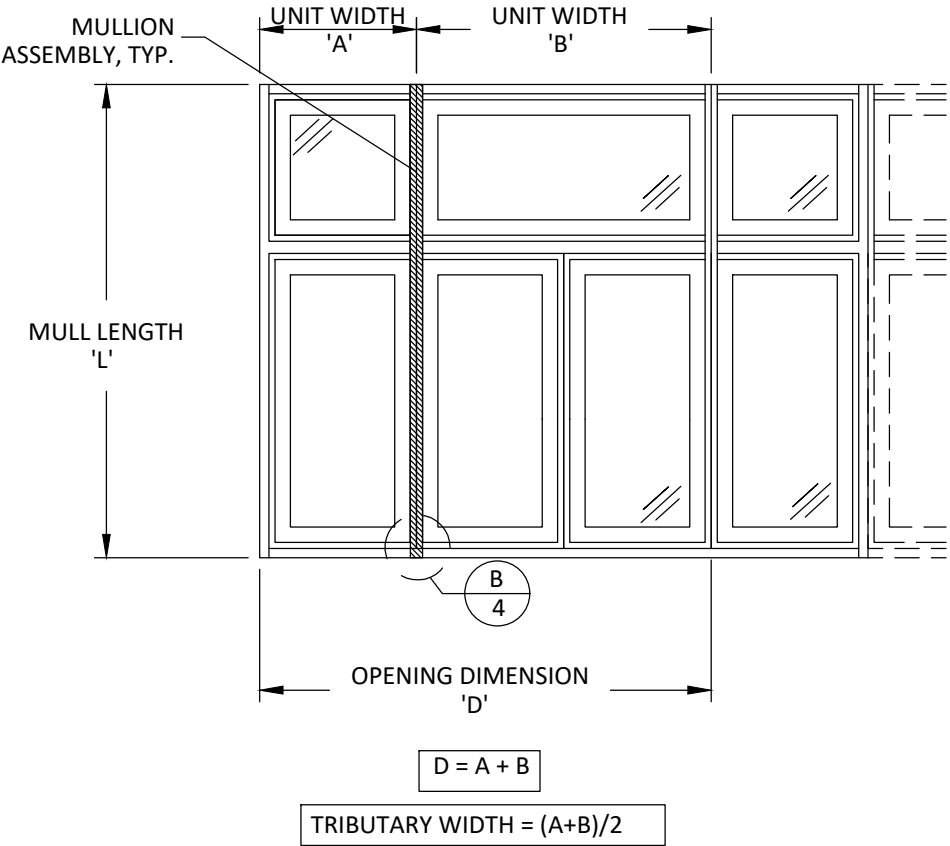 UNIT WIDTH
'A'
UNIT WIDTH
'B'
MULLION
ASSEMBLY, TYP.
MULL LENGTH
'L'
B
4
OPENING DIMENSION
'D'
D = A + B
TRIBUTARY WIDTH = (A+B)/2